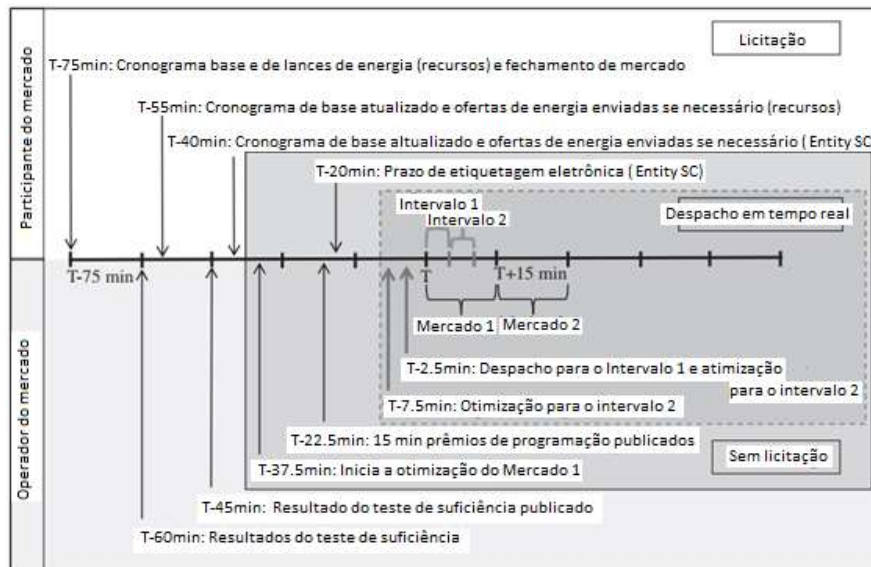 Participante do mercado
Operador do mercado
Licitação
T-75min: Cronograma base e de lances de energia (recursos) e fechamento de mercado
T-55min: Cronograma de base atualizado e ofertas de energia enviadas se necessário (recursos)
T-40min: Cronograma de base altualizado e ofertas de energia enviadas se necessário ( Entity SC
T-20min: Prazo de etiquetagem eletrônica ( Entity SC)
Intervalo 1
Intervalo 2
Despacho em tempo real
T-75 min
T
T+15 min
Mercado 1
Mercado 2
T-2.5min: Despacho para o Intervalo 1 e atimização
para o intervalo 2
T-7.5min: Otimização para o intervalo 2
T-22.5min: 15 min prêmios de programação publicados
Sem licitação
T-37.5min: Inicia a otimização do Mercado 1
T-45min: Resultado do teste de suficiência publicado
T-60min: Resultados do teste de suficiência